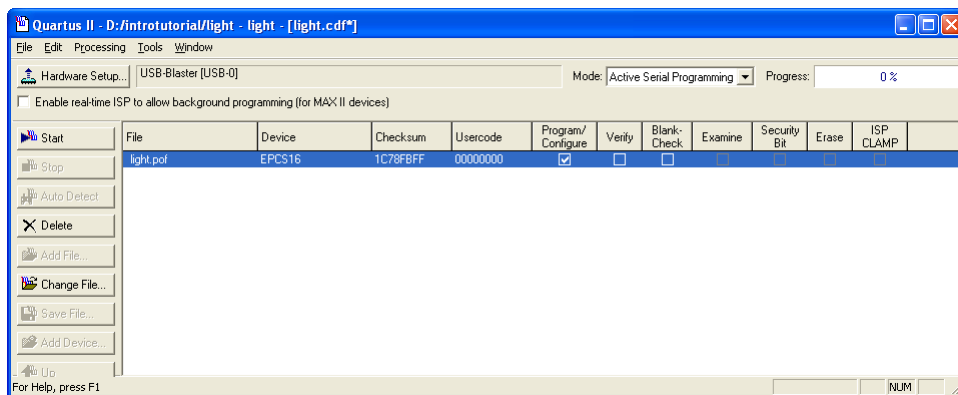 Quartus II - D:/introtutorial/light - light - [light.cdf*]
File Edit Processing Tools Window
Hardware Setup... USB-Blaster [USB-0] Mode: Active Serial Programming Progress: 0 %
Enable real-time ISP to allow background programming (for MAX II devices)
Start
Stop
Auto Detect
Delete
Add File...
Change File...
Save File...
Add Device...
Up
File Device Checksum Usercode Program/ Configure Verify Blank- Check Examine Security Bit Erase ISP CLAMP
light.pof EPCS16 1C78FBFF 00000000
For Help, press F1 NUM